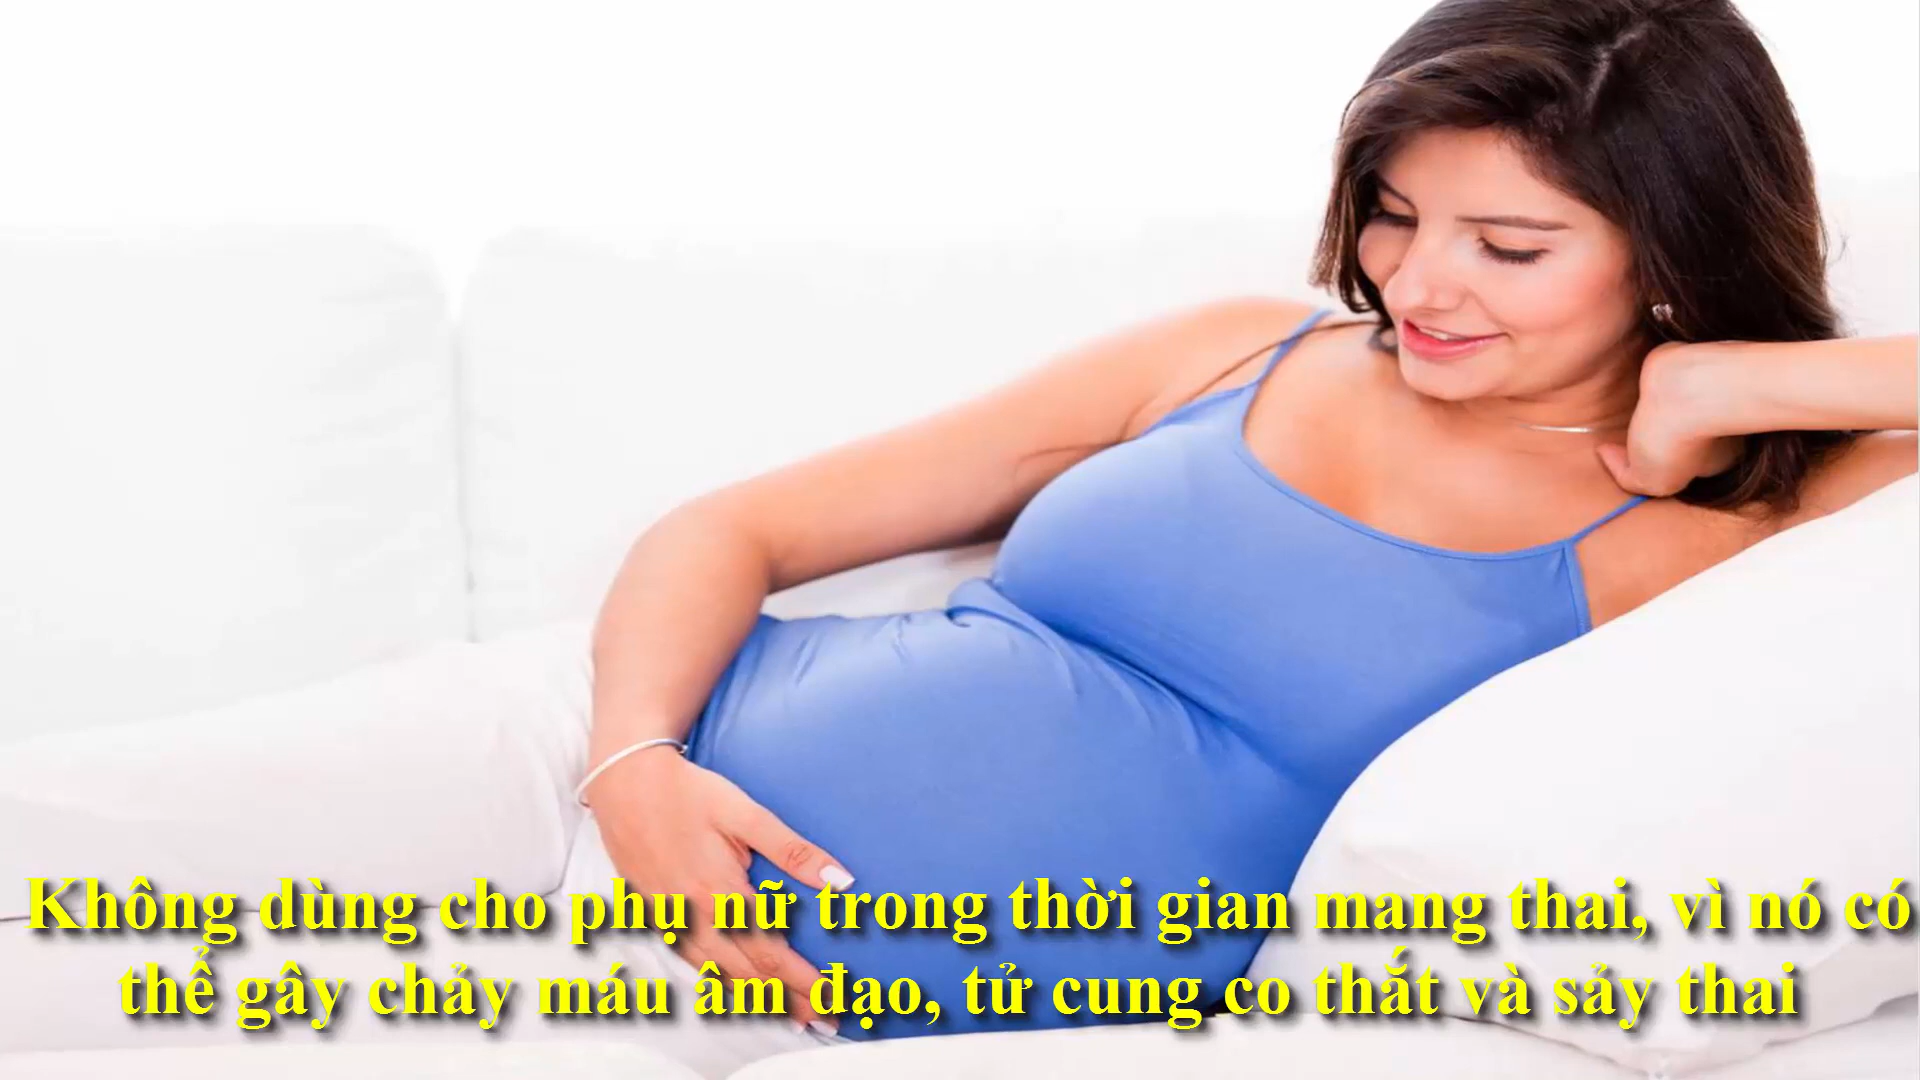 Không dùng cho phụ nữ trong thời gian mang thai, vì nó có
thể gây chảy máu âm đạo, tử cung co thắt và sảy thai